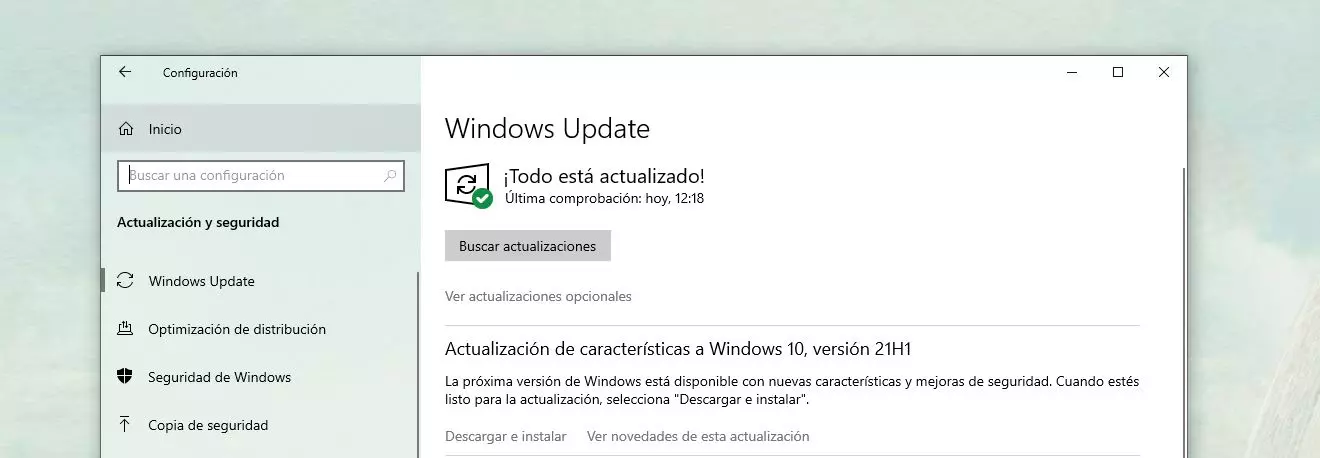 Configuración
Inicio
Buscar una configuración
Actualización y seguridad
Windows Update
Optimización de distribución
Seguridad de Windows
Copia de seguridad
Windows Update
¡Todo está actualizado!
Última comprobación: hoy, 12:18
Buscar actualizaciones
Ver actualizaciones opcionales
Actualización de características a Windows 10, versión 21H1
La próxima versión de Windows está disponible con nuevas características y mejoras de seguridad. Cuando estés
listo para la actualización, selecciona "Descargar e instalar".
Descargar e instalar Ver novedades de esta actualización